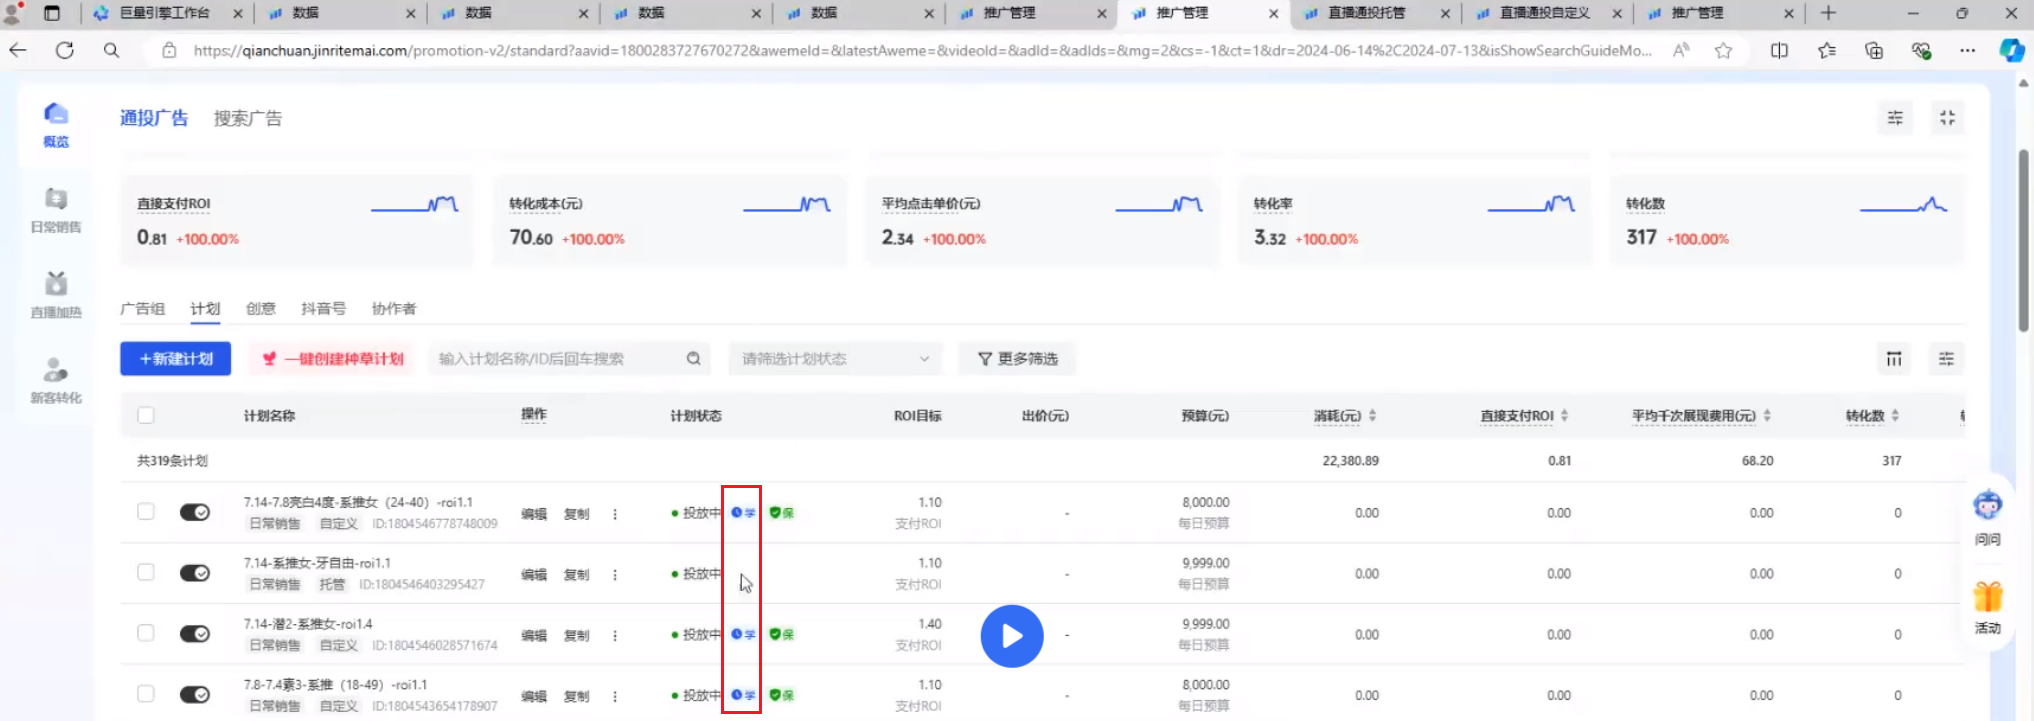 巨量引擎工作台
数据
数据
数据
数据
推广管理
推广管理
直播通投托管
直播通投自定义
推广管理
https://qianchuan.jinritemai.com/promotion-v2/standard?aavid=1800283727670272&awemeId=&latestAweme=&videoId=&adId=&adIds=&mg=2&cs=-1&ct=1&dr=2024-06-14%2C2024-07-13&isShowSearchGuideMo...
概览
日常销售
直播加热
新客转化
通投广告 搜索广告
直接支付ROI
0.81 +100.00%
转化成本(元)
70.60 +100.00%
平均点击单价(元)
2.34 +100.00%
转化率
3.32 +100.00%
转化数
317 +100.00%
广告组 计划 创意 抖音号 协作者
+新建计划 一键创建种草计划 输入计划名称/ID后回车搜索 请筛选计划状态 更多筛选
计划名称 操作 计划状态 ROI目标 出价(元) 预算(元) 消耗(元) 直接支付ROI 平均千次展现费用(元) 转化数
共319条计划 22,380.89 0.81 68.20 317
7.14-7.8亮白4度-系推女（24-40）-roi1.1
日常销售 自定义 ID:1804546778748009
编辑 复制 投放中 学 保
1.10
支付ROI
-
8,000.00
每日预算
0.00 0.00 0.00 0
7.14-系推女-牙自由-roi1.1
日常销售 托管 ID:1804546403295427
编辑 复制 投放中
1.10
支付ROI
-
9,999.00
每日预算
0.00 0.00 0.00 0
7.14-潜2-系推女-roi1.4
日常销售 自定义 ID:1804546028571674
编辑 复制 投放中 学 保
1.40
支付ROI
-
9,999.00
每日预算
0.00 0.00 0.00 0
7.8-7.4素3-系推（18-49）-roi1.1
日常销售 自定义 ID:1804543654178907
编辑 复制 投放中 学 保
1.10
支付ROI
8,000.00
每日预算
0.00 0.00 0.00 0
问问
活动